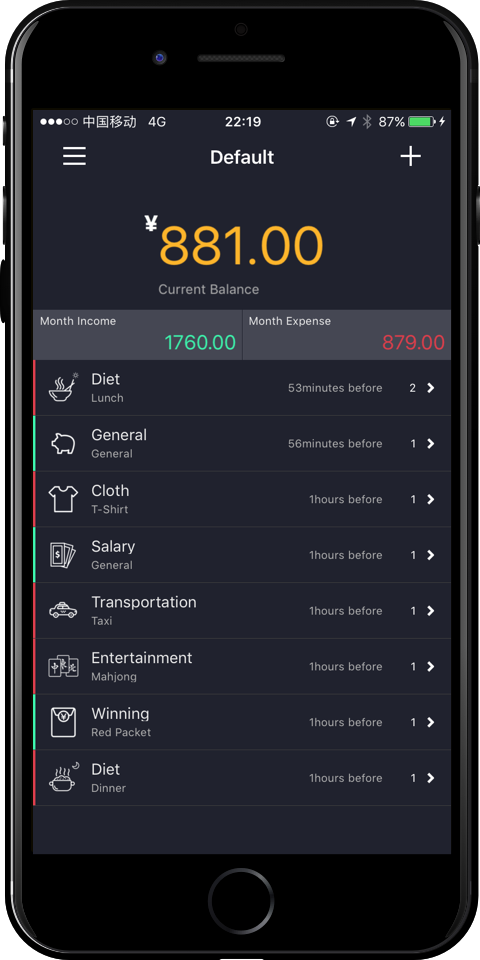 中国移动 4G 22:19 87%
Default
¥881.00
Current Balance
Month Income Month Expense
1760.00 879.00
Diet 53minutes before 2
Lunch
General 56minutes before 1
General
Cloth 1hours before 1
T-Shirt
Salary 1hours before 1
General
Transportation 1hours before 1
Taxi
Entertainment 1hours before 1
Mahjong
Winning 1hours before 1
Red Packet
Diet 1hours before 1
Dinner